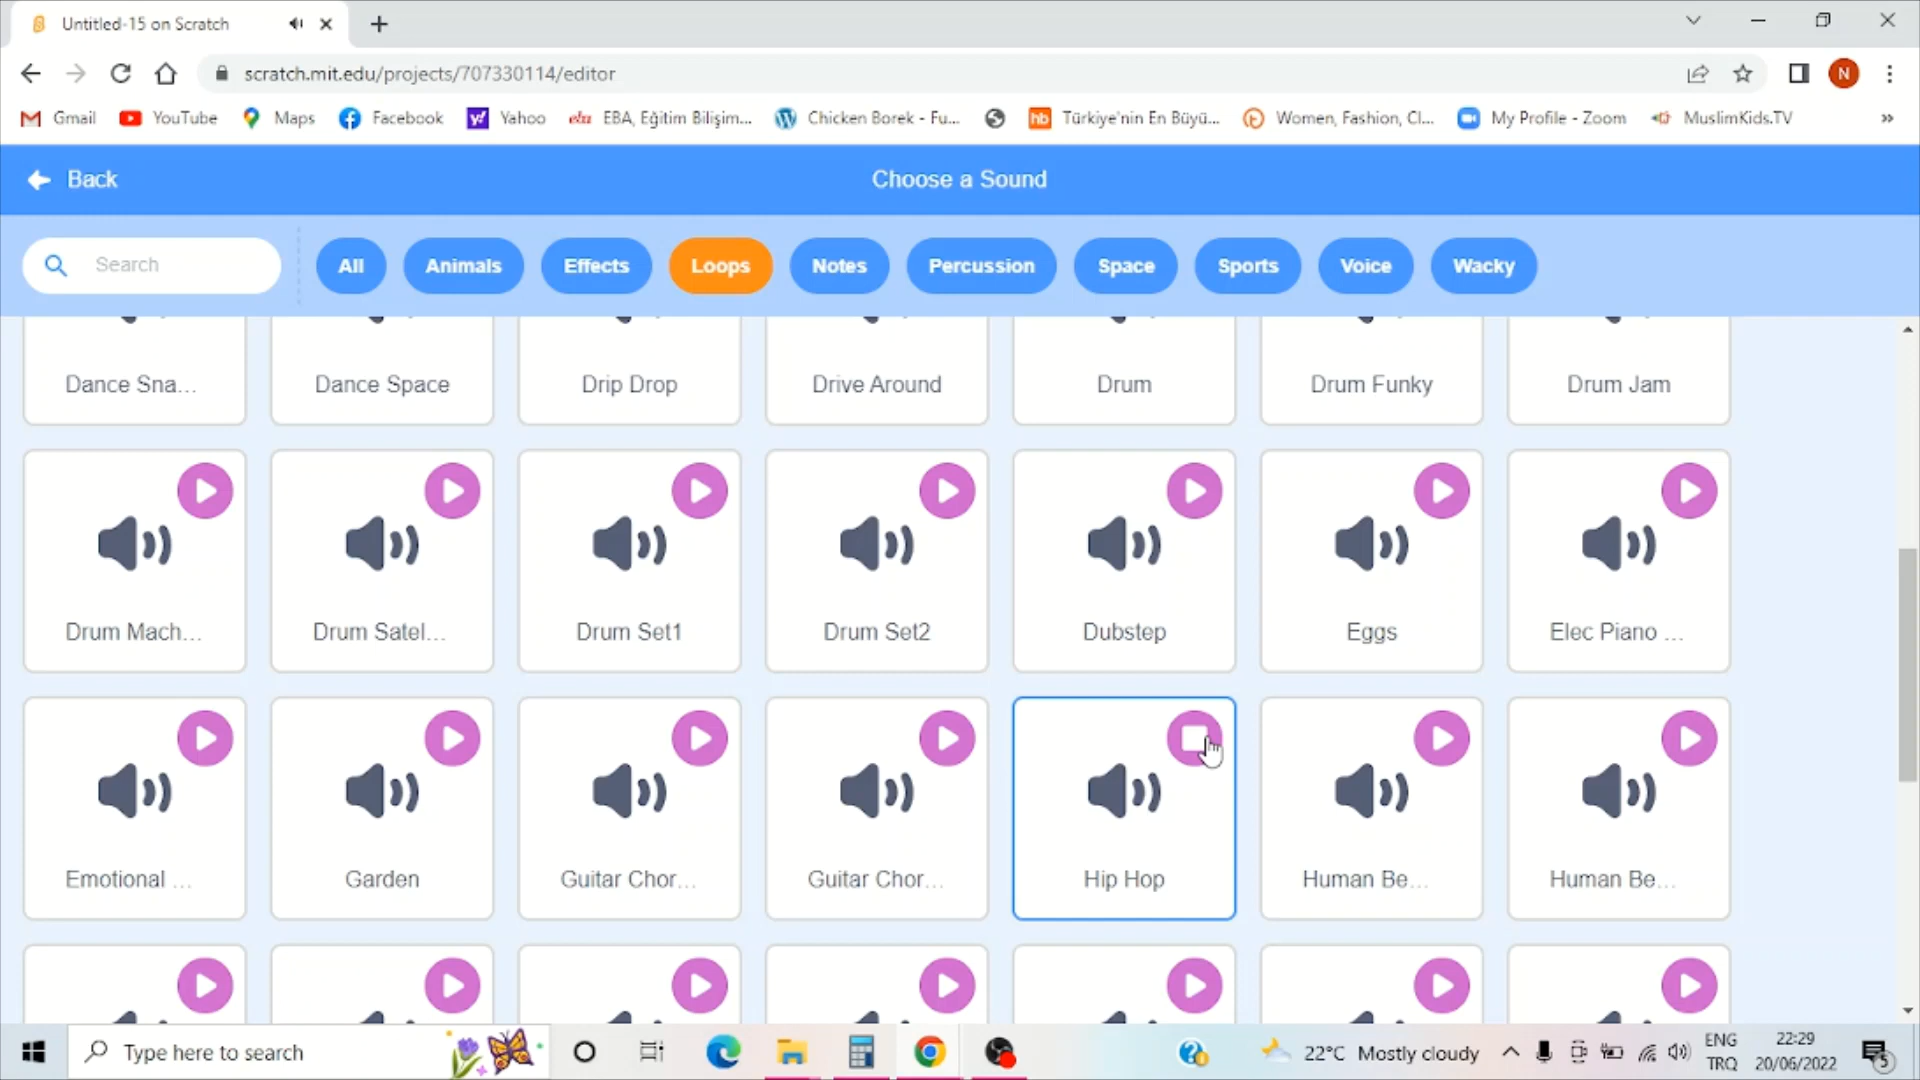 Untitled-15 on Scratch
scratch.mit.edu/projects/707330114/editor
N
Gmail YouTube Maps Facebook Yahoo EBA, Eğitim Bilişim... Chicken Borek - Fu... Türkiye'nin En Büyü... Women, Fashion, Cl... My Profile - Zoom MuslimKids.TV »
Back Choose a Sound
Search All Animals Effects Loops Notes Percussion Space Sports Voice Wacky
Dance Sna... Dance Space Drip Drop Drive Around Drum Drum Funky Drum Jam
Drum Mach... Drum Satel... Drum Set1 Drum Set2 Dubstep Eggs Elec Piano ...
Emotional ... Garden Guitar Chor... Guitar Chor... Hip Hop Human Be... Human Be...
Type here to search 22°C Mostly cloudy ENG 22:29
TRQ 20/06/2022 5